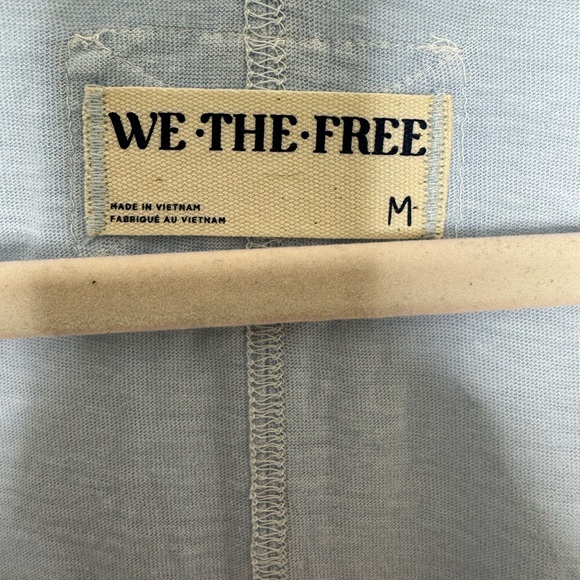 WE·THE·FREE
MADE IN VIETNAM
FABRIQUÉ AU VIETNAM
M